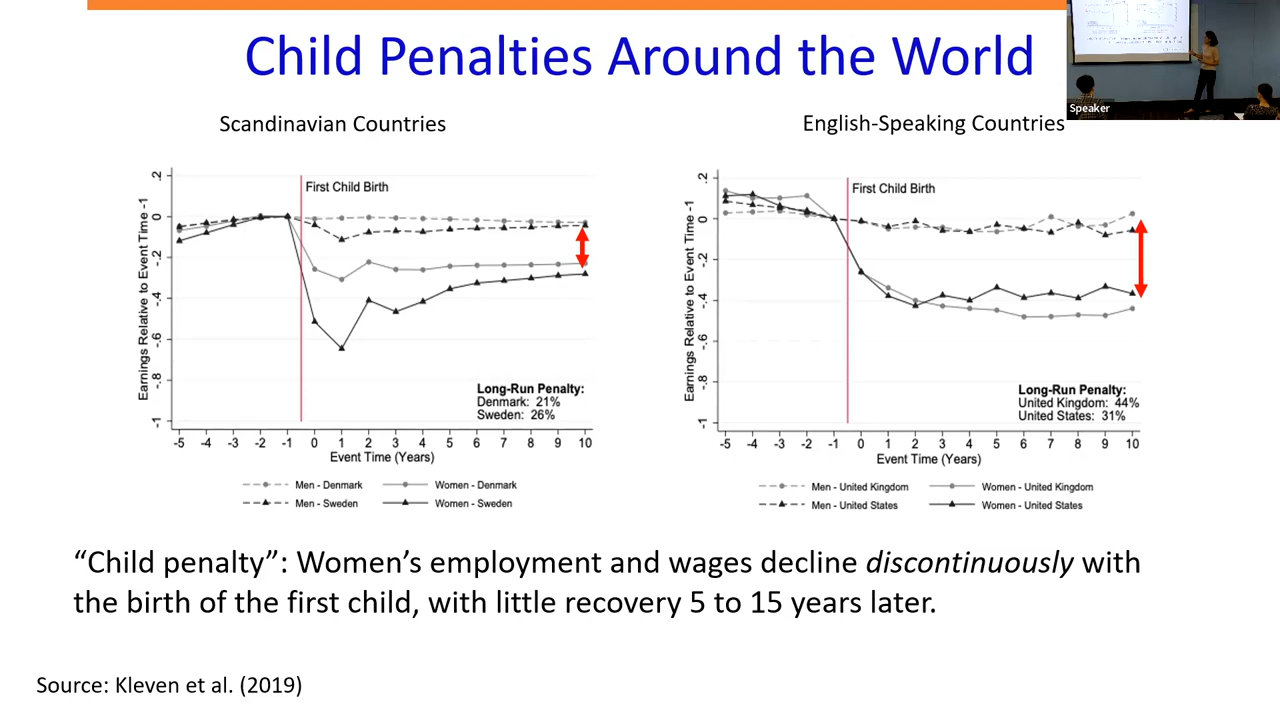 Child Penalties Around the World
Speaker
Scandinavian Countries
English-Speaking Countries
Earnings Relative to Event Time -1
.2
0
-.2
-.4
-.6
-.8
-1
First Child Birth
Long-Run Penalty:
Denmark: 21%
Sweden: 26%
-5 -4 -3 -2 -1 0 1 2 3 4 5 6 7 8 9 10
Event Time (Years)
Men - Denmark Women - Denmark
Men - Sweden Women - Sweden
Earnings Relative to Event Time -1
.2
0
-.2
-.4
-.6
-.8
-1
First Child Birth
Long-Run Penalty:
United Kingdom: 44%
United States: 31%
-5 -4 -3 -2 -1 0 1 2 3 4 5 6 7 8 9 10
Event Time (Years)
Men - United Kingdom Women - United Kingdom
Men - United States Women - United States
“Child penalty”: Women’s employment and wages decline discontinuously with
the birth of the first child, with little recovery 5 to 15 years later.
Source: Kleven et al. (2019)